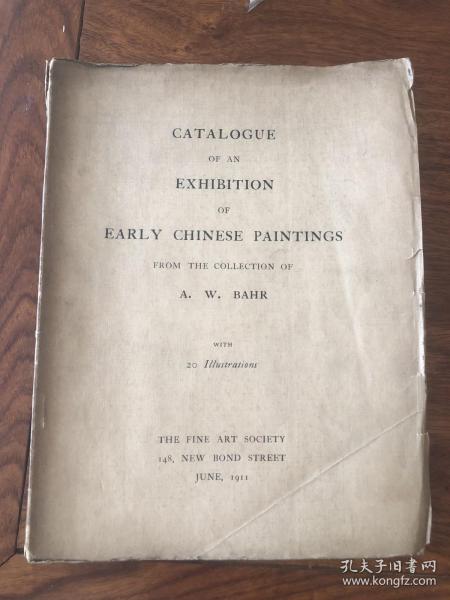 CATALOGUE
OF AN
EXHIBITION
OF
EARLY CHINESE PAINTINGS
FROM THE COLLECTION OF
A. W. BAHR
WITH
20 Illustrations
THE FINE ART SOCIETY
148, NEW BOND STREET
JUNE, 1911
孔夫子旧书网
www.kongfz.com